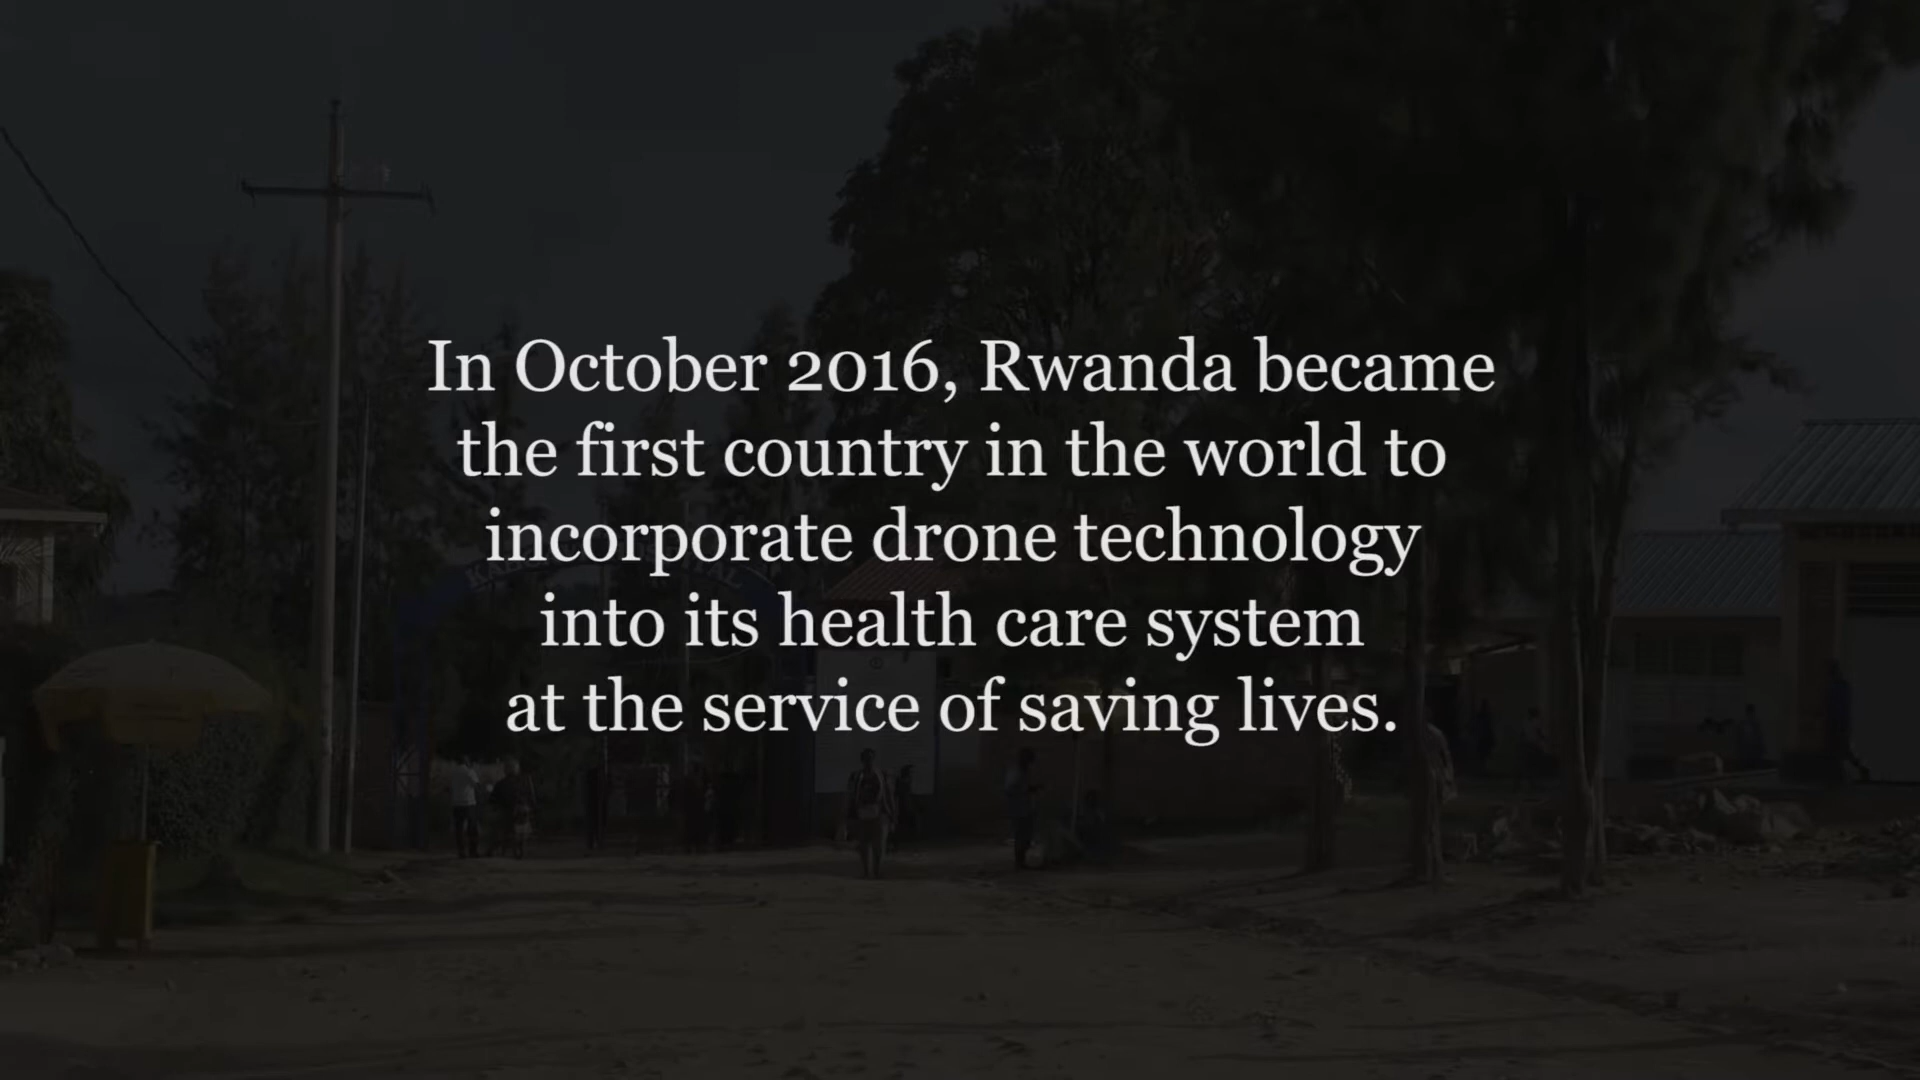 In October 2016, Rwanda became
the first country in the world to
incorporate drone technology
into its health care system
at the service of saving lives.